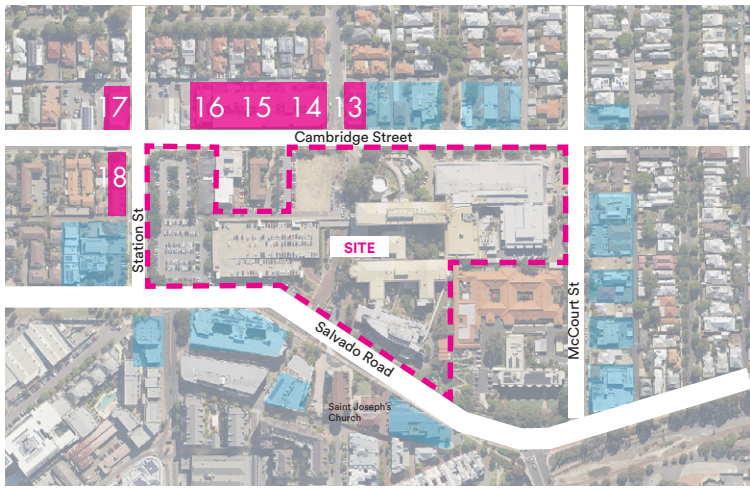 17
16 15 14 13
Cambridge Street
18
Station St
SITE
McCourt St
Salvado Road
Saint Joseph's
Church